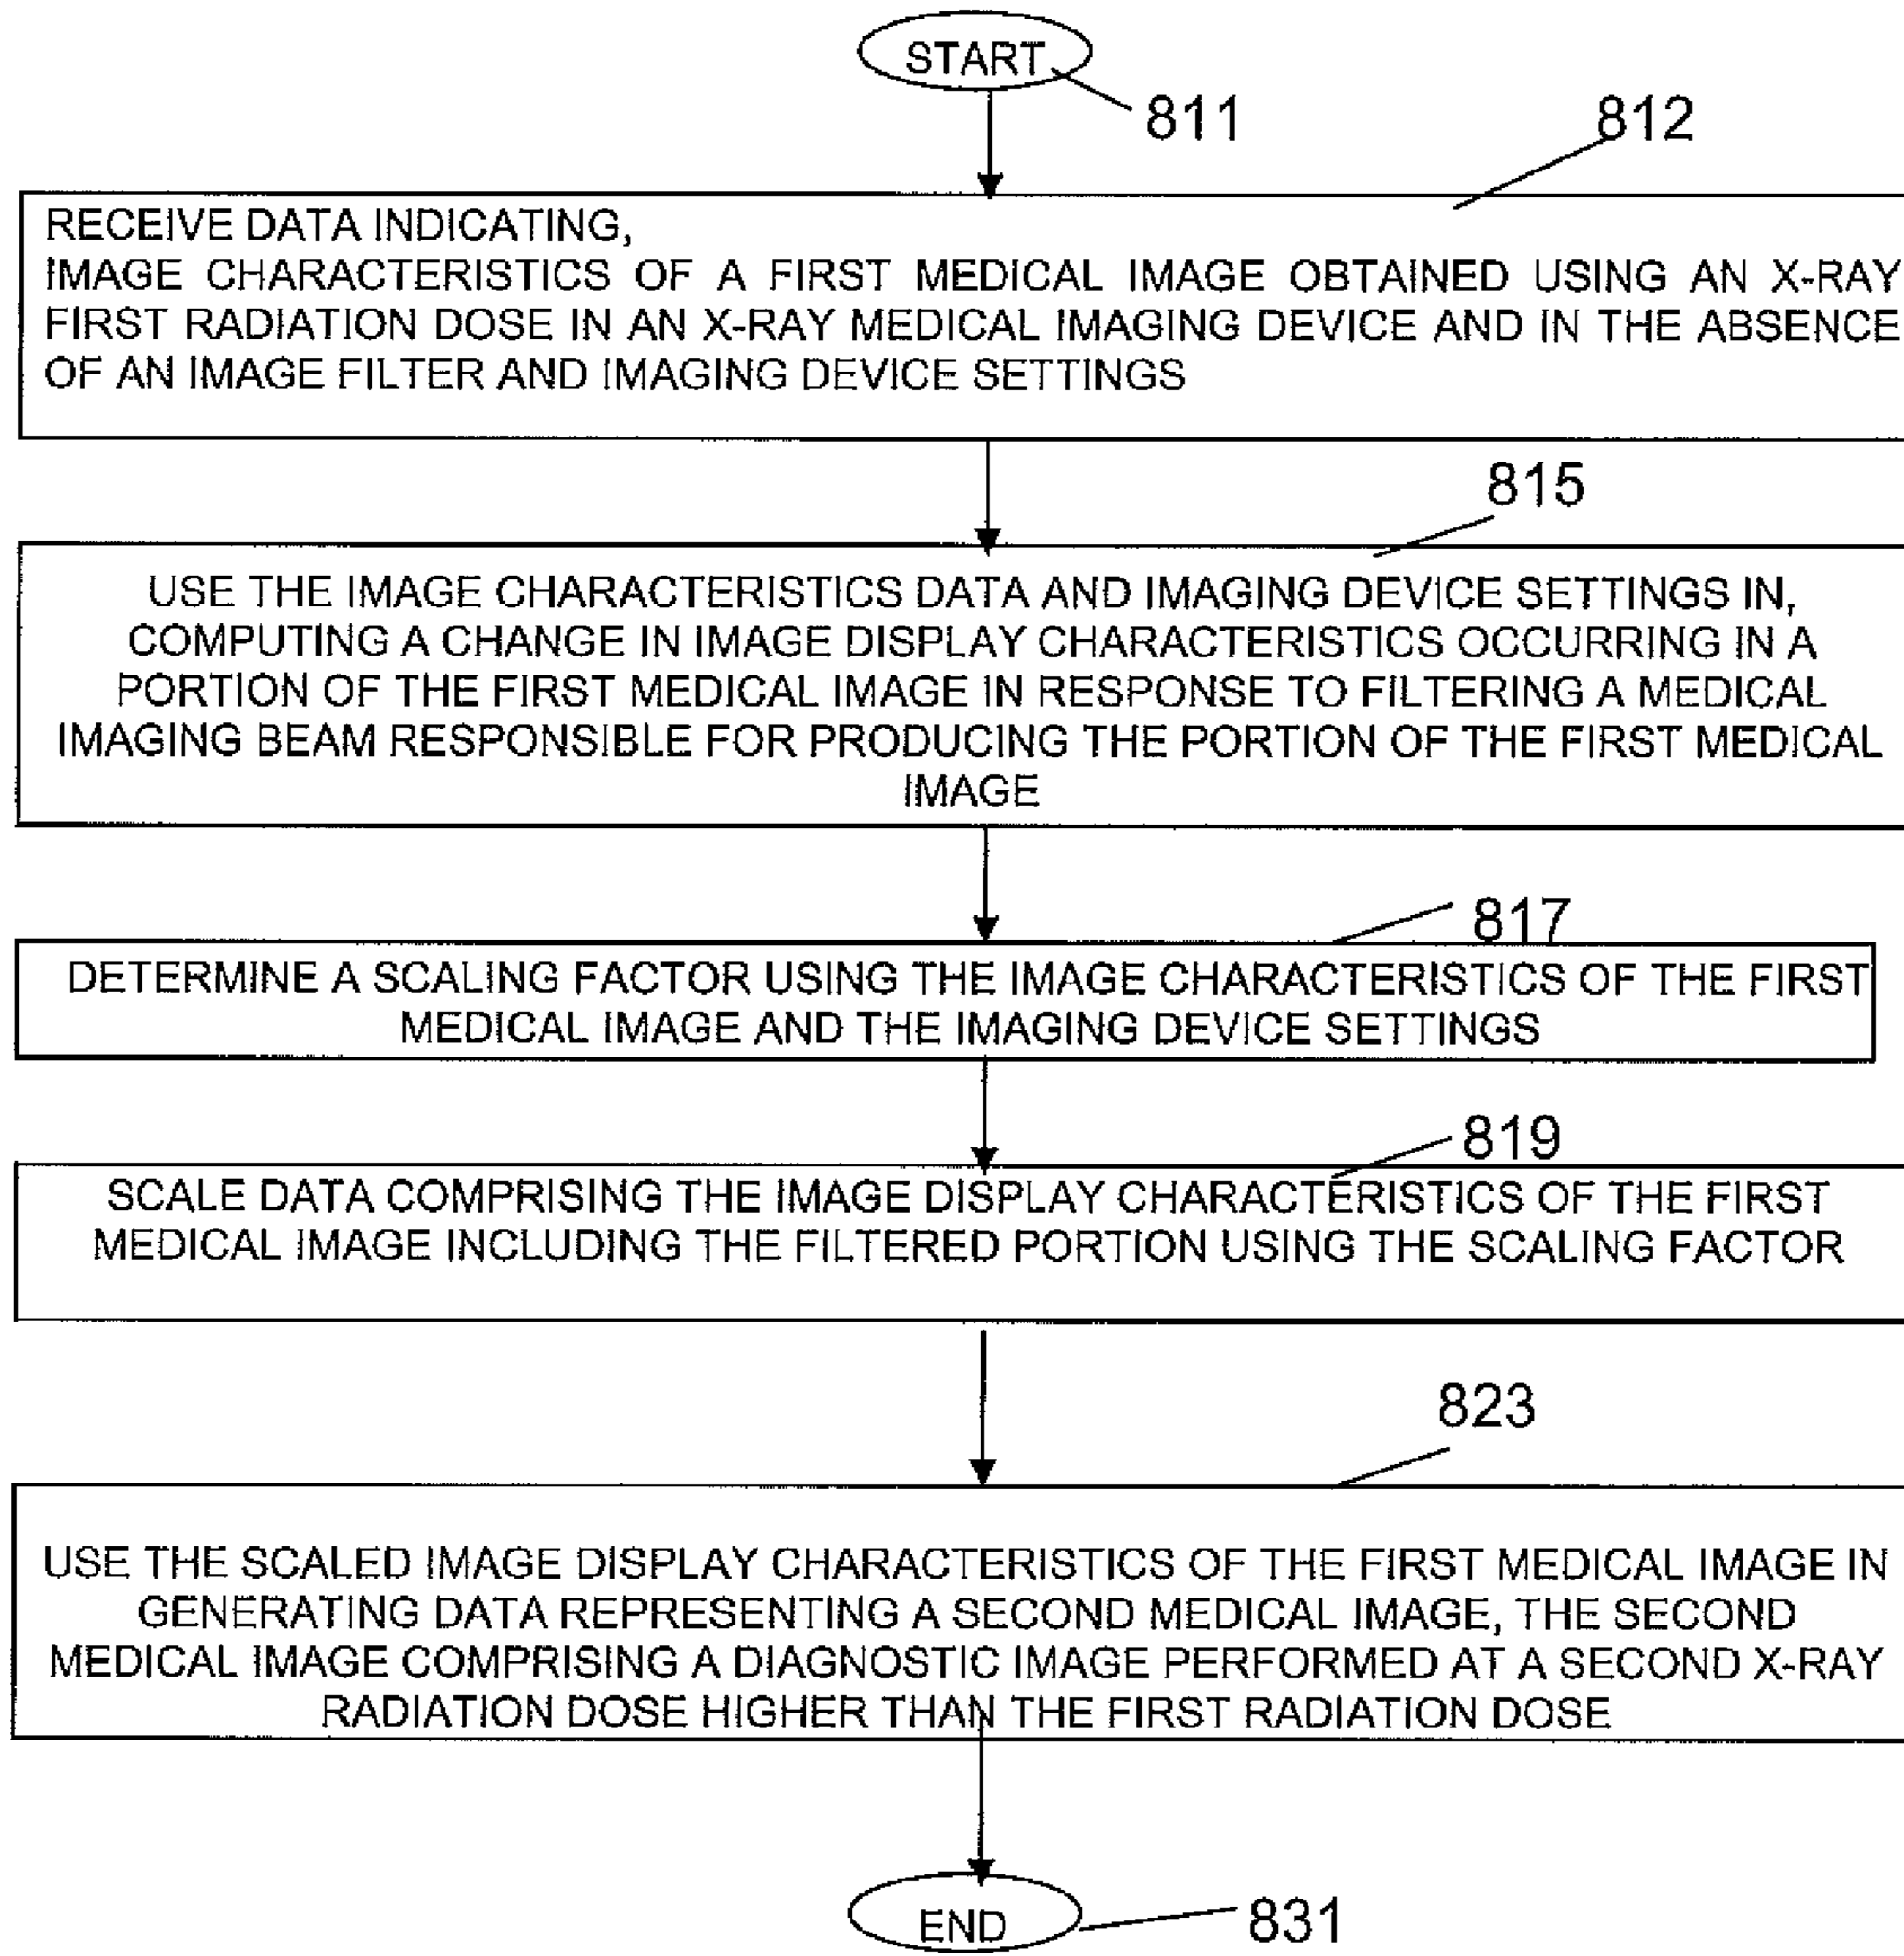 START
811
812
RECEIVE DATA INDICATING,
IMAGE CHARACTERISTICS OF A FIRST MEDICAL IMAGE OBTAINED USING AN X-RAY
FIRST RADIATION DOSE IN AN X-RAY MEDICAL IMAGING DEVICE AND IN THE ABSENCE
OF AN IMAGE FILTER AND IMAGING DEVICE SETTINGS
815
USE THE IMAGE CHARACTERISTICS DATA AND IMAGING DEVICE SETTINGS IN,
COMPUTING A CHANGE IN IMAGE DISPLAY CHARACTERISTICS OCCURRING IN A
PORTION OF THE FIRST MEDICAL IMAGE IN RESPONSE TO FILTERING A MEDICAL
IMAGING BEAM RESPONSIBLE FOR PRODUCING THE PORTION OF THE FIRST MEDICAL
IMAGE
817
DETERMINE A SCALING FACTOR USING THE IMAGE CHARACTERISTICS OF THE FIRST
MEDICAL IMAGE AND THE IMAGING DEVICE SETTINGS
819
SCALE DATA COMPRISING THE IMAGE DISPLAY CHARACTERISTICS OF THE FIRST
MEDICAL IMAGE INCLUDING THE FILTERED PORTION USING THE SCALING FACTOR
823
USE THE SCALED IMAGE DISPLAY CHARACTERISTICS OF THE FIRST MEDICAL IMAGE IN
GENERATING DATA REPRESENTING A SECOND MEDICAL IMAGE, THE SECOND
MEDICAL IMAGE COMPRISING A DIAGNOSTIC IMAGE PERFORMED AT A SECOND X-RAY
RADIATION DOSE HIGHER THAN THE FIRST RADIATION DOSE
END
831